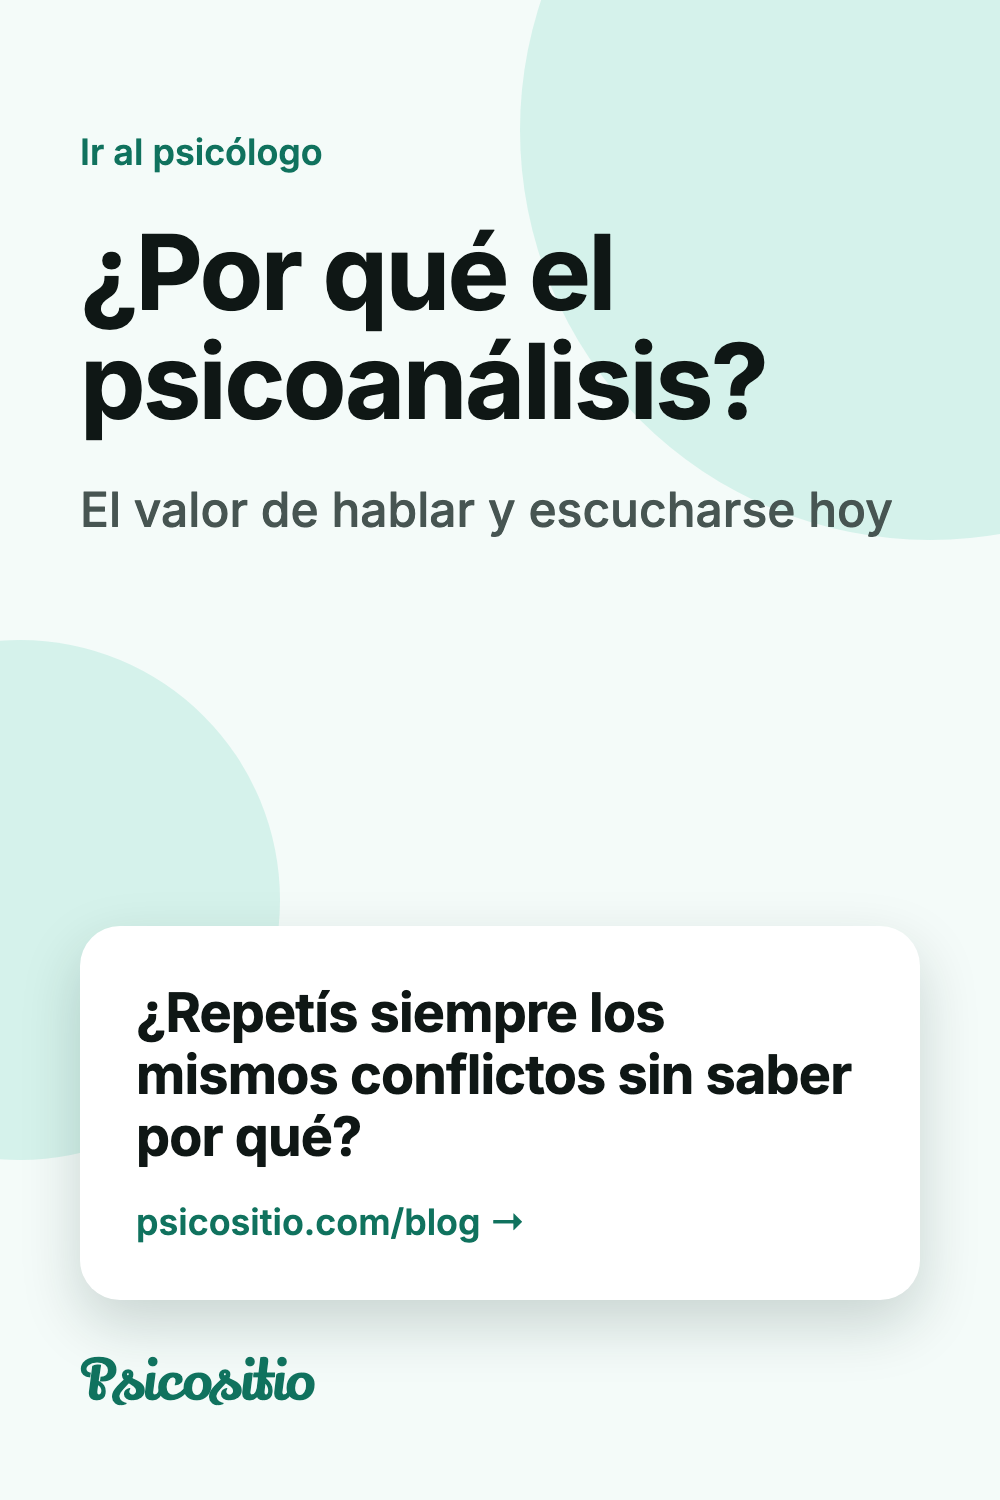 Ir al psicólogo
¿Por qué el
psicoanálisis?
El valor de hablar y escucharse hoy
¿Repetís siempre los
mismos conflictos sin saber
por qué?
psicositio.com/blog →
Psicositio